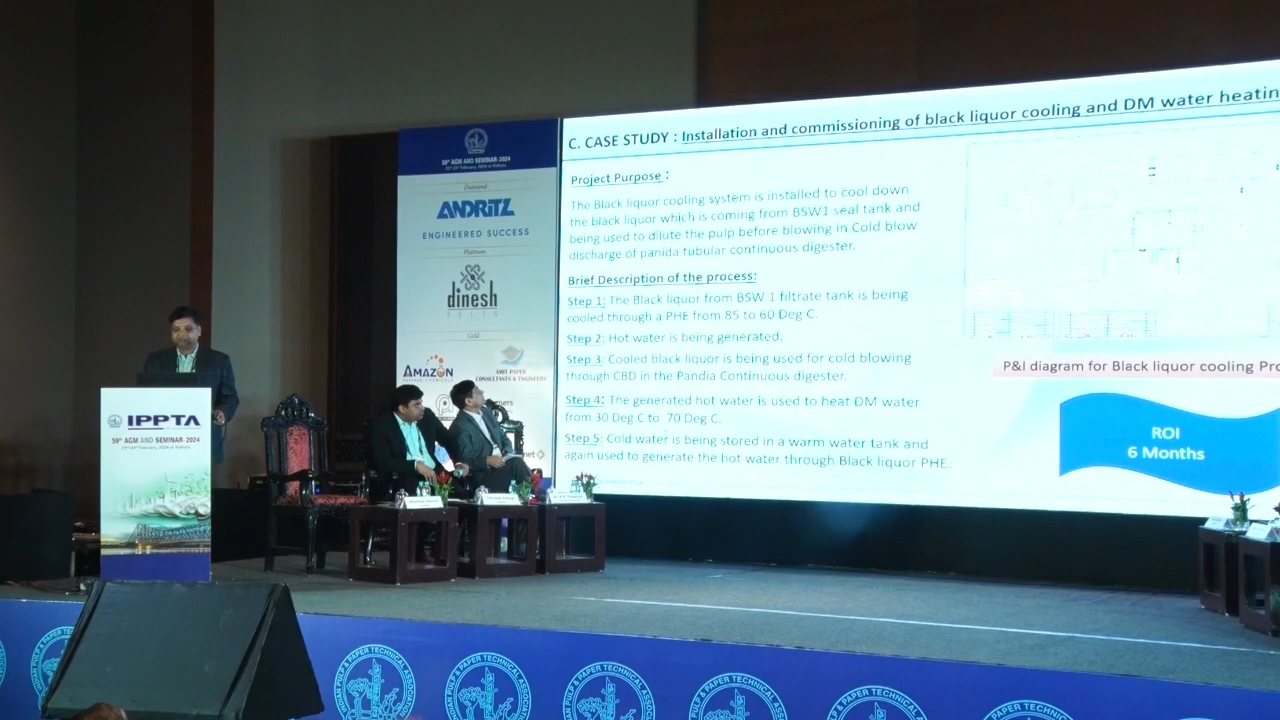 C. CASE STUDY : Installation and commissioning of black liquor cooling and DM water heatin
Project Purpose :
The Black liquor cooling system is installed to cool down
the black liquor which is coming from BSW1 seal tank and
being used to dilute the pulp before blowing in Cold blow
discharge of panida tubular continuous digester.
Brief Description of the process:
Step 1: The Black liquor from BSW 1 filtrate tank is being
cooled through a PHE from 85 to 60 Deg C.
Step 2: Hot water is being generated.
Step 3: Cooled black liquor is being used for cold blowing
through CBD in the Pandia Continuous digester.
Step 4: The generated hot water is used to heat DM water
from 30 Deg C to 70 Deg C.
Step 5: Cold water is being stored in a warm water tank and
again used to generate the hot water through Black liquor PHE.
P&I diagram for Black liquor cooling Pro
ROI
6 Months
59th AGM AND SEMINAR-2024
Diamond
ANDRITZ
ENGINEERED SUCCESS
Platinum
dinesh
FELTS
Gold
AMAZON
AMRIT PAPER
CONSULTANTS & ENGINEERS
IPPTA
59th AGM AND SEMINAR-2024
INDIAN PULP & PAPER TECHNICAL ASSOCIATION